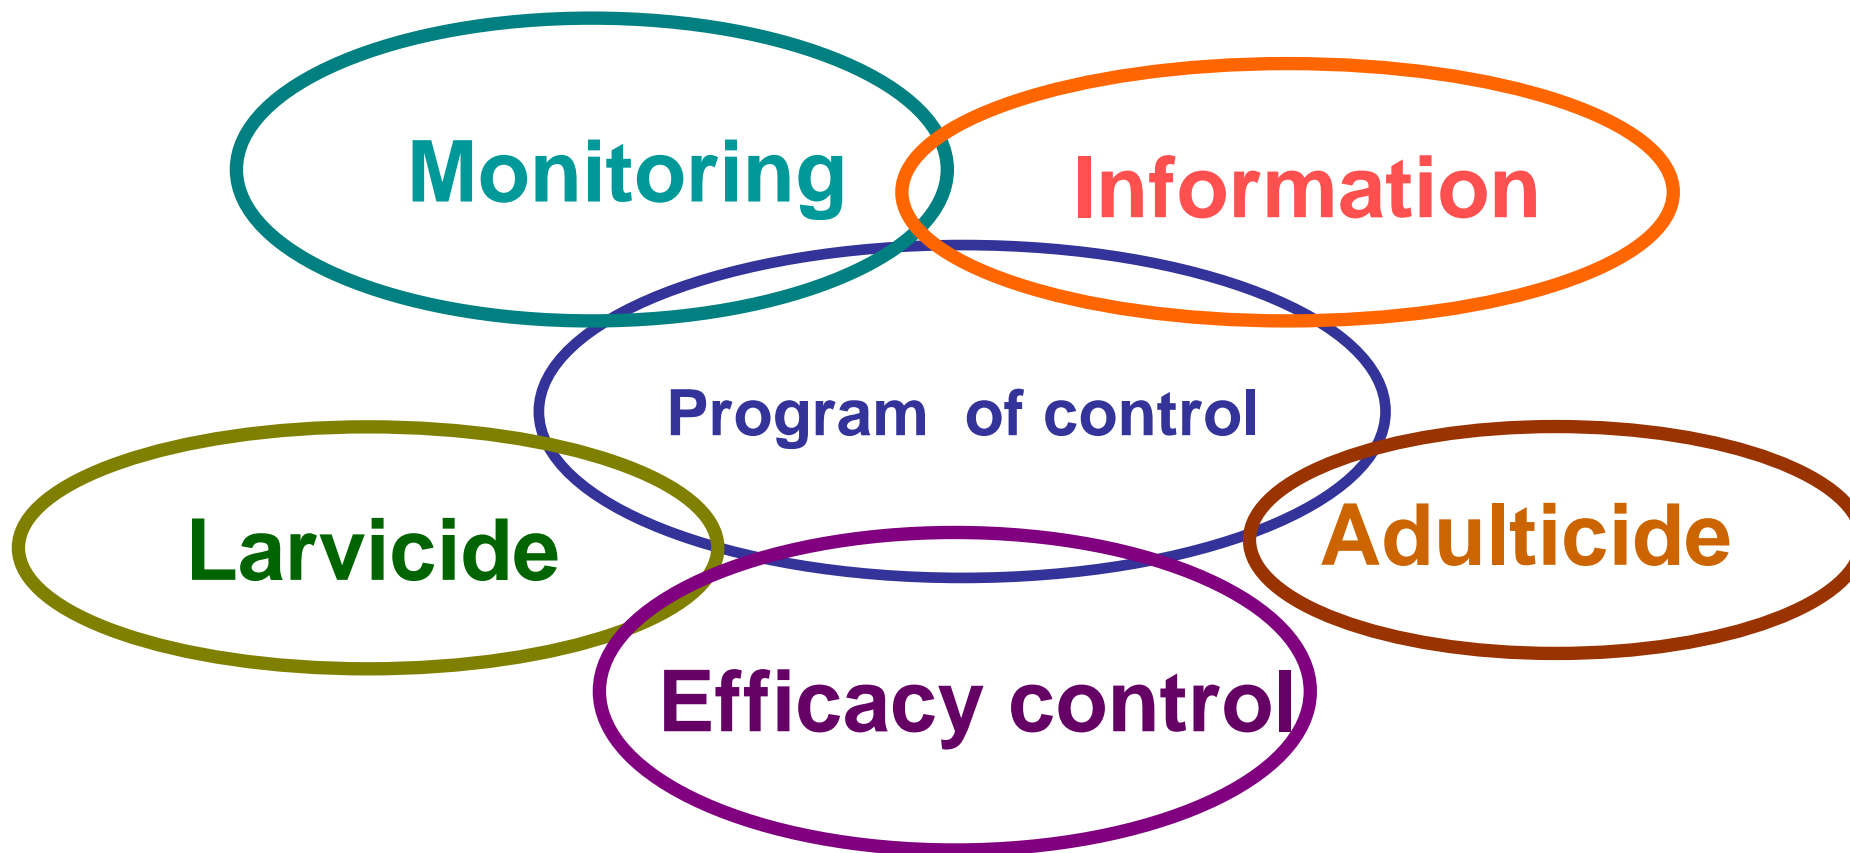 Monitoring
Information
Program of control
Larvicide
Adulticide
Efficacy control